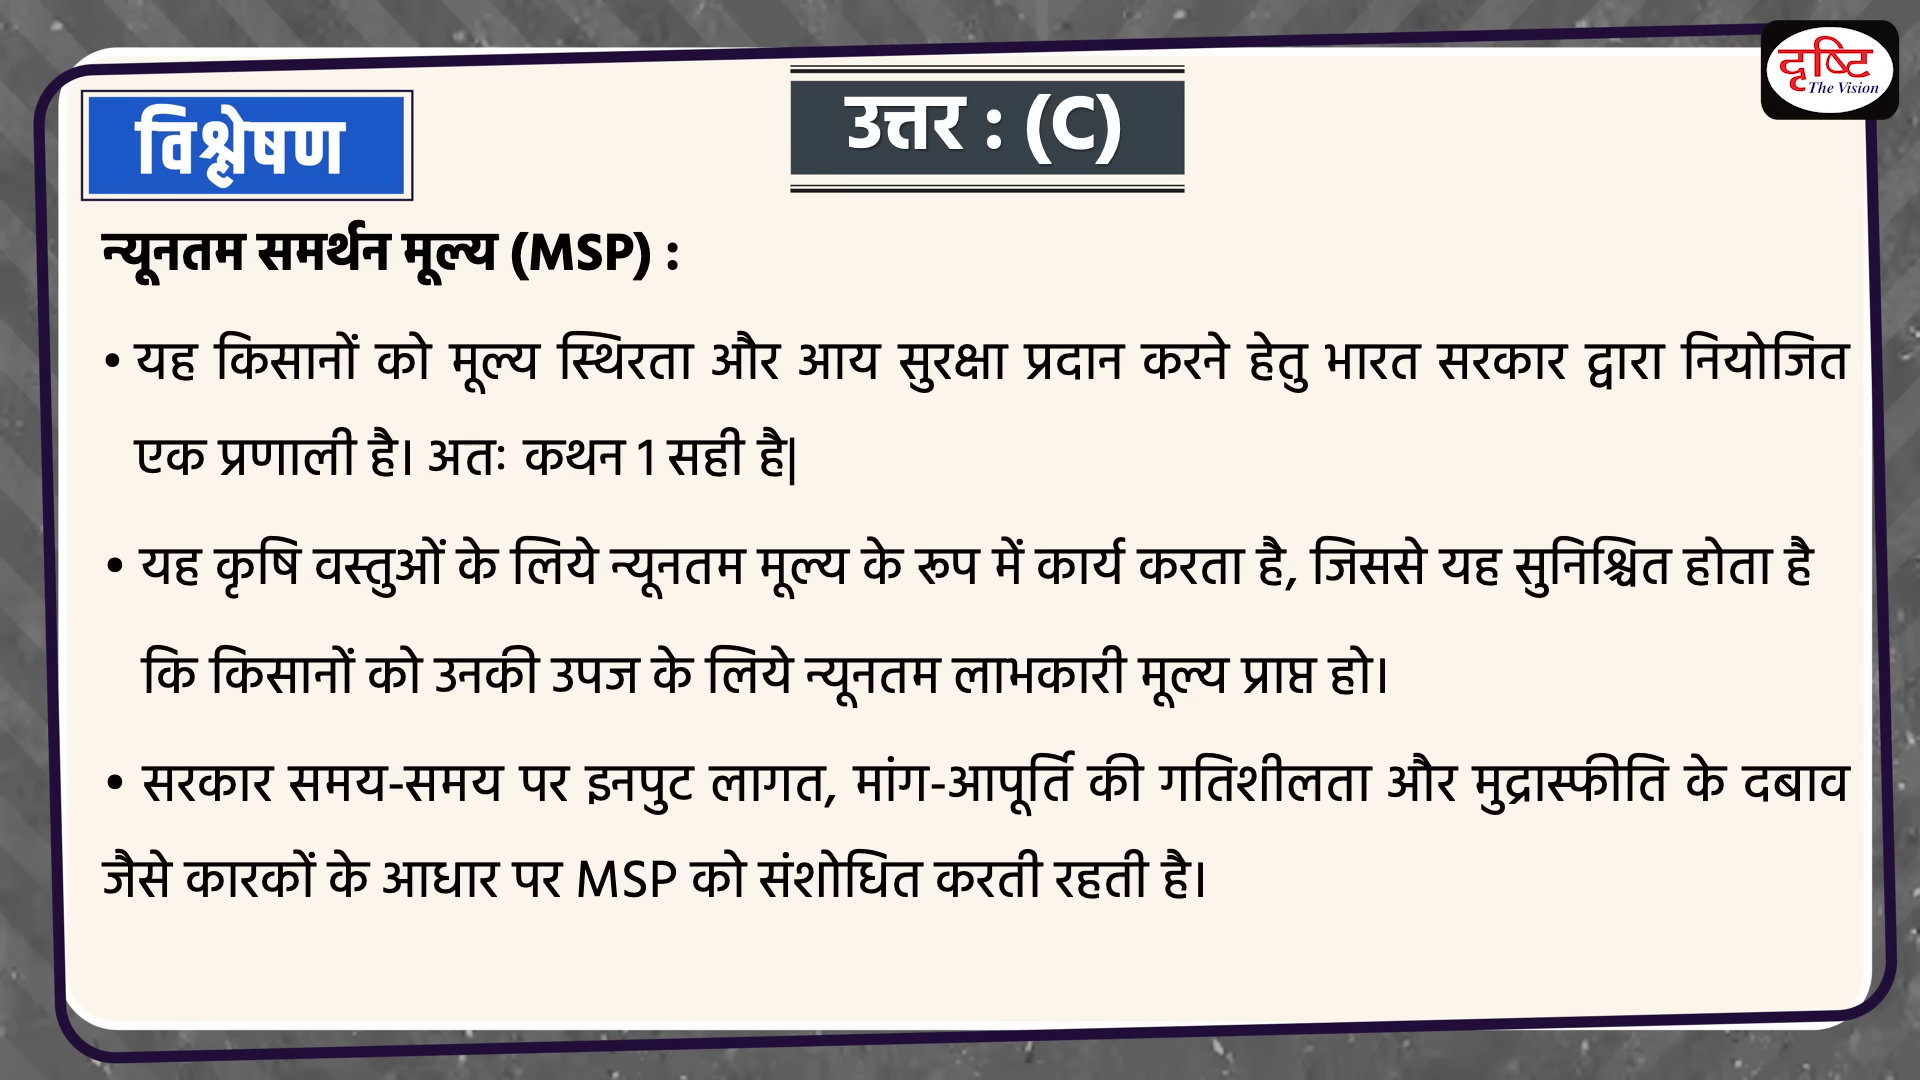 दृष्टि
The Vision
विश्लेषण
उत्तर : (C)
न्यूनतम समर्थन मूल्य (MSP) :
• यह किसानों को मूल्य स्थिरता और आय सुरक्षा प्रदान करने हेतु भारत सरकार द्वारा नियोजित
एक प्रणाली है। अतः कथन 1 सही है|
• यह कृषि वस्तुओं के लिये न्यूनतम मूल्य के रूप में कार्य करता है, जिससे यह सुनिश्चित होता है
कि किसानों को उनकी उपज के लिये न्यूनतम लाभकारी मूल्य प्राप्त हो।
• सरकार समय-समय पर इनपुट लागत, मांग-आपूर्ति की गतिशीलता और मुद्रास्फीति के दबाव
जैसे कारकों के आधार पर MSP को संशोधित करती रहती है।